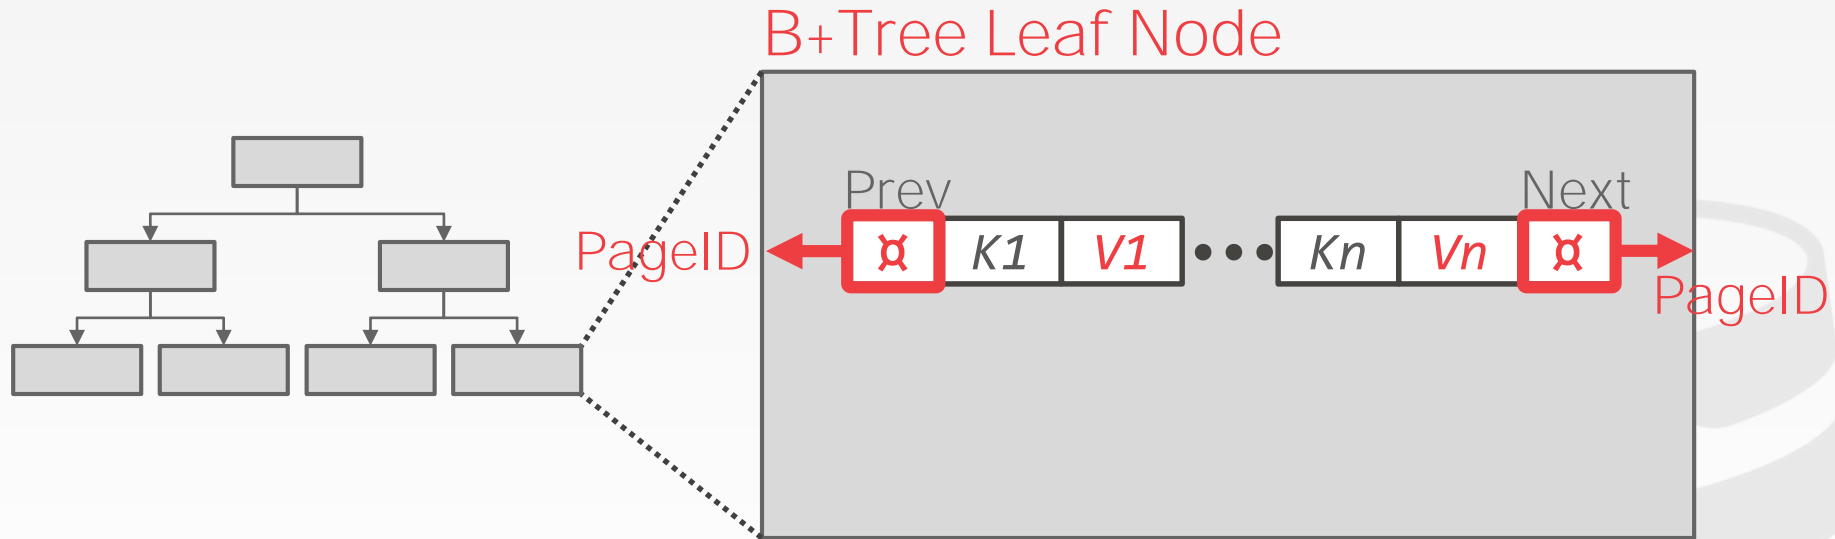 B+Tree Leaf Node
Prev
Next
PageID
¤ K1 V1 ••• Kn Vn ¤
PageID